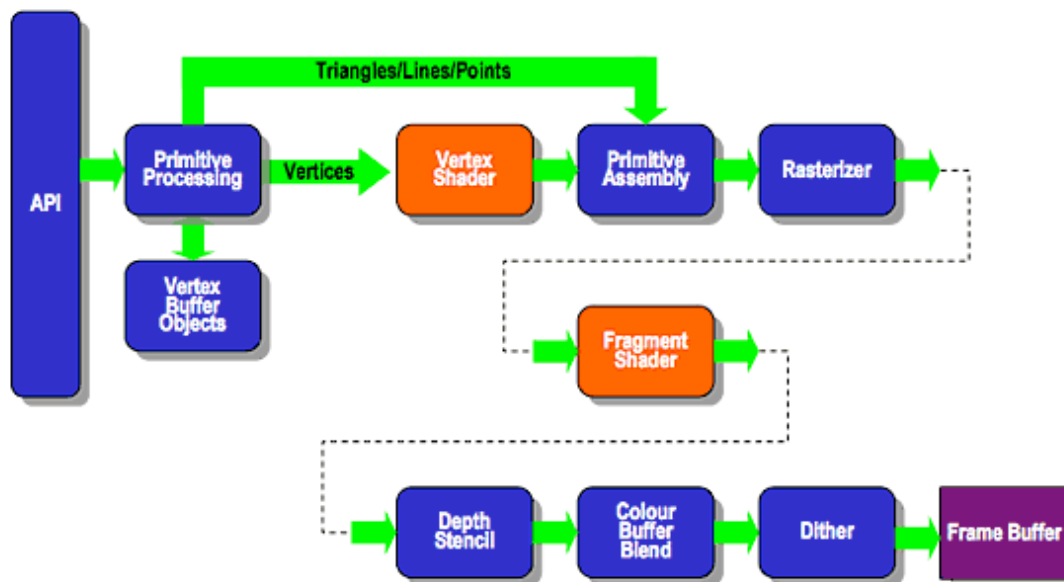 Triangles/Lines/Points
API
Primitive
Processing
Vertices
Vertex
Shader
Primitive
Assembly
Rasterizer
Vertex
Buffer
Objects
Fragment
Shader
Depth
Stencil
Colour
Buffer
Blend
Dither
Frame Buffer